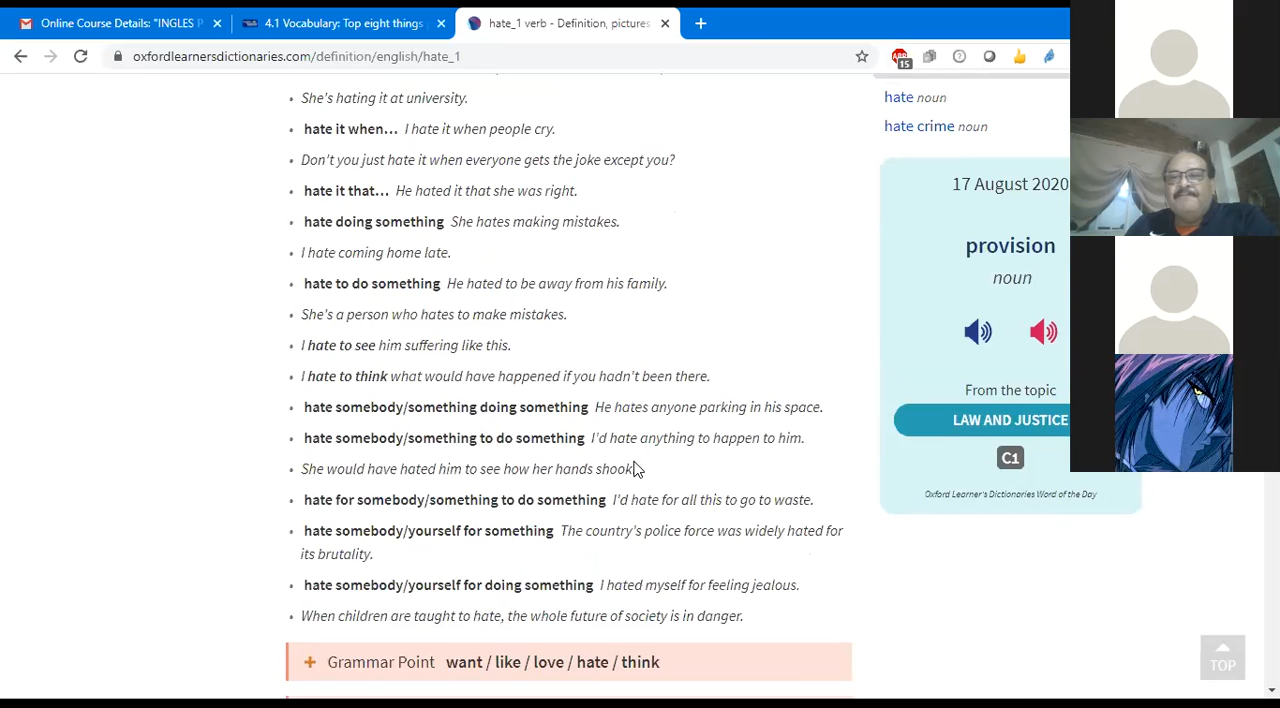 Online Course Details: "INGLES P
4.1 Vocabulary: Top eight things
hate_1 verb - Definition, pictures
oxfordlearnersdictionaries.com/definition/english/hate_1
15
She's hating it at university.
hate it when… I hate it when people cry.
Don't you just hate it when everyone gets the joke except you?
hate it that… He hated it that she was right.
hate doing something She hates making mistakes.
I hate coming home late.
hate to do something He hated to be away from his family.
She's a person who hates to make mistakes.
I hate to see him suffering like this.
I hate to think what would have happened if you hadn't been there.
hate somebody/something doing something He hates anyone parking in his space.
hate somebody/something to do something I'd hate anything to happen to him.
She would have hated him to see how her hands shook
hate for somebody/something to do something I'd hate for all this to go to waste.
hate somebody/yourself for something The country's police force was widely hated for
its brutality.
hate somebody/yourself for doing something I hated myself for feeling jealous.
When children are taught to hate, the whole future of society is in danger.
+ Grammar Point want / like / love / hate / think
hate noun
hate crime noun
17 August 2020
provision
noun
From the topic
LAW AND JUSTICE
C1
Oxford Learner's Dictionaries Word of the Day
TOP